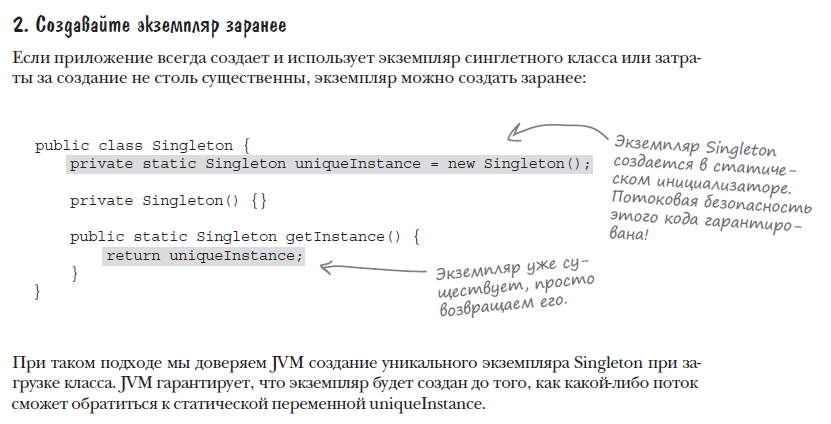 2. Создавайте экземпляр заранее
Если приложение всегда создает и использует экземпляр синглетного класса или затра-
ты за создание не столь существенны, экземпляр можно создать заранее:
public class Singleton {
private static Singleton uniqueInstance = new Singleton();
private Singleton() {}
public static Singleton getInstance() {
return uniqueInstance;
}
}
Экземпляр Singleton
создается в статиче-
ском инициализаторе.
Потоковая безопасность
этого кода гарантиро-
вана!
Экземпляр уже су-
ществует, просто
возвращаем его.
При таком подходе мы доверяем JVM создание уникального экземпляра Singleton при за-
грузке класса. JVM гарантирует, что экземпляр будет создан до того, как какой-либо поток
сможет обратиться к статической переменной uniqueInstance.